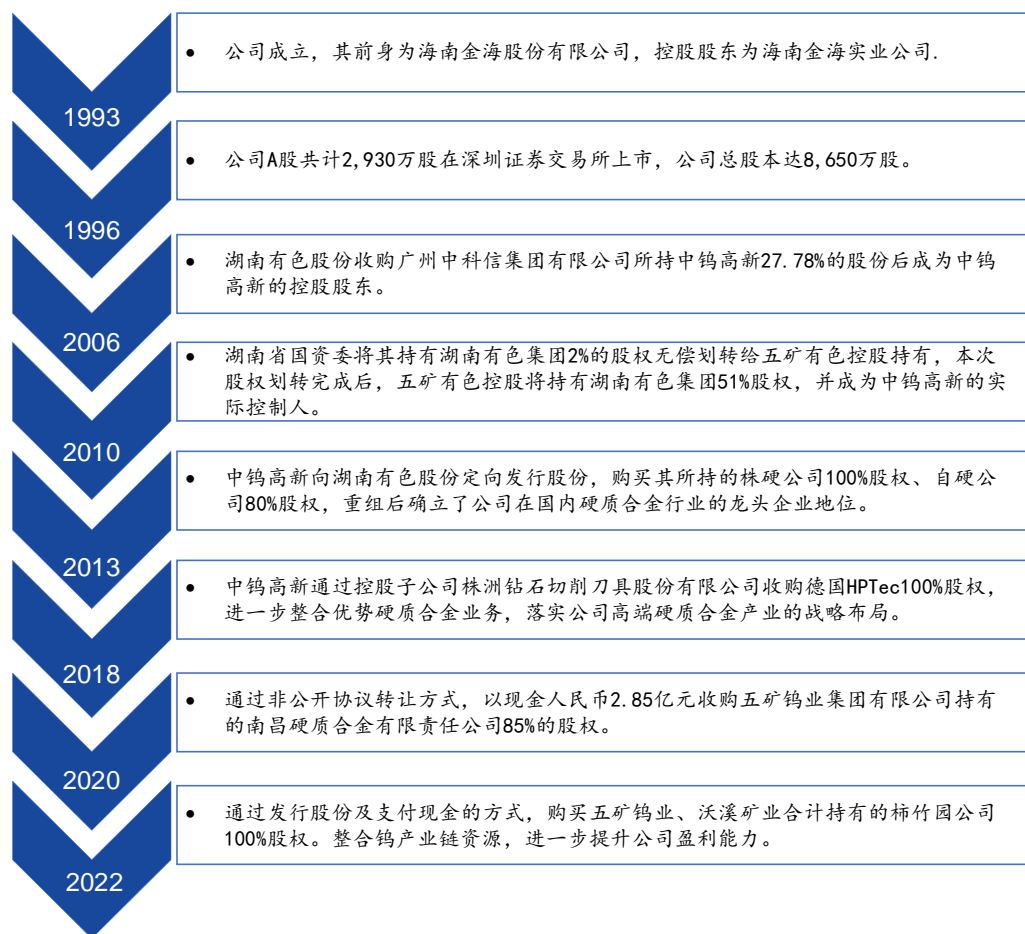 • 公司成立，其前身为海南金海股份有限公司，控股股东为海南金海实业公司.
1993
• 公司A股共计2,930万股在深圳证券交易所上市，公司总股本达8,650万股。
1996
• 湖南有色股份收购广州中科信集团有限公司所持中钨高新27.78%的股份后成为中钨
高新的控股股东。
2006
• 湖南省国资委将其持有湖南有色集团2%的股权无偿划转给五矿有色控股持有，本次
股权划转完成后，五矿有色控股将持有湖南有色集团51%股权，并成为中钨高新的实
际控制人。
2010
• 中钨高新向湖南有色股份定向发行股份，购买其所持的株硬公司100%股权、自硬公
司80%股权，重组后确立了公司在国内硬质合金行业的龙头企业地位。
2013
• 中钨高新通过控股子公司株洲钻石切削刀具股份有限公司收购德国HPTec100%股权，
进一步整合优势硬质合金业务，落实公司高端硬质合金产业的战略布局。
2018
• 通过非公开协议转让方式，以现金人民币2.85亿元收购五矿钨业集团有限公司持有
的南昌硬质合金有限责任公司85%的股权。
2020
• 通过发行股份及支付现金的方式，购买五矿钨业、沃溪矿业合计持有的柿竹园公司
100%股权。整合钨产业链资源，进一步提升公司盈利能力。
2022